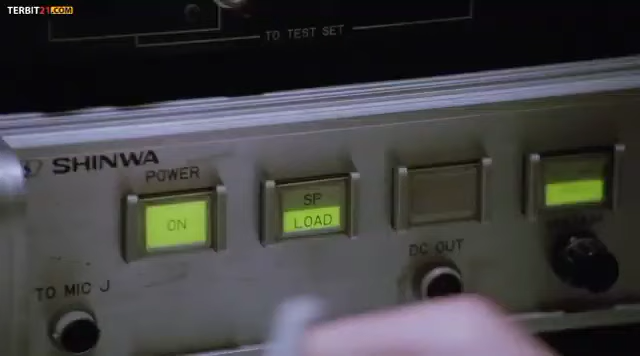 TERBIT21.COM
TO TEST SET
SHINWA
POWER
ON
SP
LOAD
DC OUT
TO MIC J